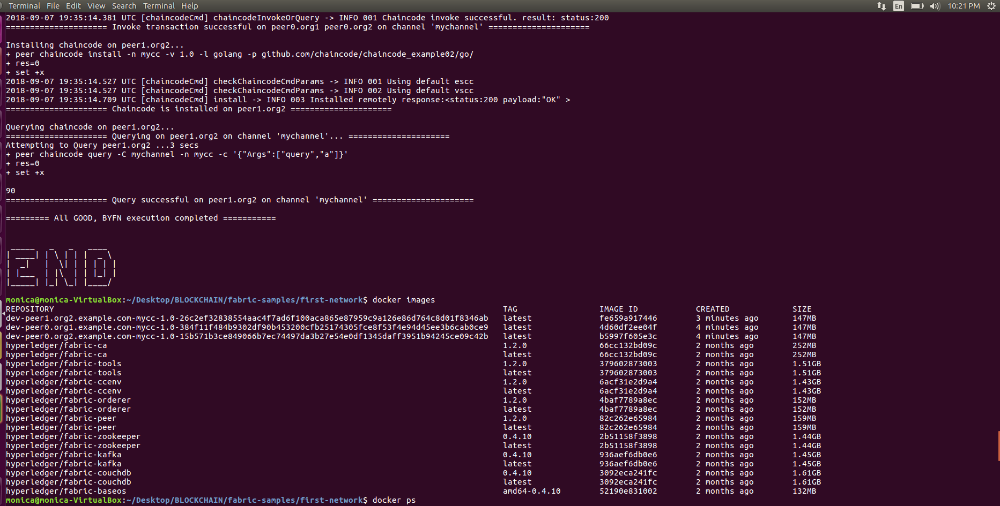 Terminal File Edit View Search Terminal Help En 10:21 PM
2018-09-07 19:35:14.381 UTC [chaincodeCmd] chaincodeInvokeOrQuery -> INFO 001 Chaincode invoke successful. result: status:200
===================== Invoke transaction successful on peer0.org1 peer0.org2 on channel 'mychannel' =====================
Installing chaincode on peer1.org2...
+ peer chaincode install -n mycc -v 1.0 -l golang -p github.com/chaincode/chaincode_example02/go/
+ res=0
+ set +x
2018-09-07 19:35:14.527 UTC [chaincodeCmd] checkChaincodeCmdParams -> INFO 001 Using default escc
2018-09-07 19:35:14.527 UTC [chaincodeCmd] checkChaincodeCmdParams -> INFO 002 Using default vscc
2018-09-07 19:35:14.709 UTC [chaincodeCmd] install -> INFO 003 Installed remotely response:<status:200 payload:"OK" >
===================== Chaincode is installed on peer1.org2 =====================
Querying chaincode on peer1.org2...
===================== Querying on peer1.org2 on channel 'mychannel'... =====================
Attempting to Query peer1.org2 ...3 secs
+ peer chaincode query -C mychannel -n mycc -c '{"Args":["query","a"]}'
+ res=0
+ set +x
90
===================== Query successful on peer1.org2 on channel 'mychannel' =====================
========= All GOOD, BYFN execution completed ===========
END
monica@monica-VirtualBox:~/Desktop/BLOCKCHAIN/fabric-samples/first-network$ docker images
REPOSITORY TAG IMAGE ID CREATED SIZE
dev-peer1.org2.example.com-mycc-1.0-26c2ef32838554aac4f7ad6f100aca865e87959c9a126e86d764c8d01f8346ab latest fe659a917446 3 minutes ago 147MB
dev-peer0.org1.example.com-mycc-1.0-384f11f484b9302df90b453200cfb25174305fce8f53f4e94d45ee3b6cab0ce9 latest 4d60df2ee04f 4 minutes ago 147MB
dev-peer0.org2.example.com-mycc-1.0-15b571b3ce849066b7ec74497da3b27e54e0df1345daff3951b94245ce09c42b latest b5997f605e3c 4 minutes ago 147MB
hyperledger/fabric-ca 1.2.0 66cc132bd09c 2 months ago 252MB
hyperledger/fabric-ca latest 66cc132bd09c 2 months ago 252MB
hyperledger/fabric-tools 1.2.0 379602873003 2 months ago 1.51GB
hyperledger/fabric-tools latest 379602873003 2 months ago 1.51GB
hyperledger/fabric-ccenv 1.2.0 6acf31e2d9a4 2 months ago 1.43GB
hyperledger/fabric-ccenv latest 6acf31e2d9a4 2 months ago 1.43GB
hyperledger/fabric-orderer 1.2.0 4baf7789a8ec 2 months ago 152MB
hyperledger/fabric-orderer latest 4baf7789a8ec 2 months ago 152MB
hyperledger/fabric-peer 1.2.0 82c262e65984 2 months ago 159MB
hyperledger/fabric-peer latest 82c262e65984 2 months ago 159MB
hyperledger/fabric-zookeeper 0.4.10 2b51158f3898 2 months ago 1.44GB
hyperledger/fabric-zookeeper latest 2b51158f3898 2 months ago 1.44GB
hyperledger/fabric-kafka 0.4.10 936aef6db0e6 2 months ago 1.45GB
hyperledger/fabric-kafka latest 936aef6db0e6 2 months ago 1.45GB
hyperledger/fabric-couchdb 0.4.10 3092eca241fc 2 months ago 1.61GB
hyperledger/fabric-couchdb latest 3092eca241fc 2 months ago 1.61GB
hyperledger/fabric-baseos amd64-0.4.10 52190e831002 2 months ago 132MB
monica@monica-VirtualBox:~/Desktop/BLOCKCHAIN/fabric-samples/first-network$ docker ps